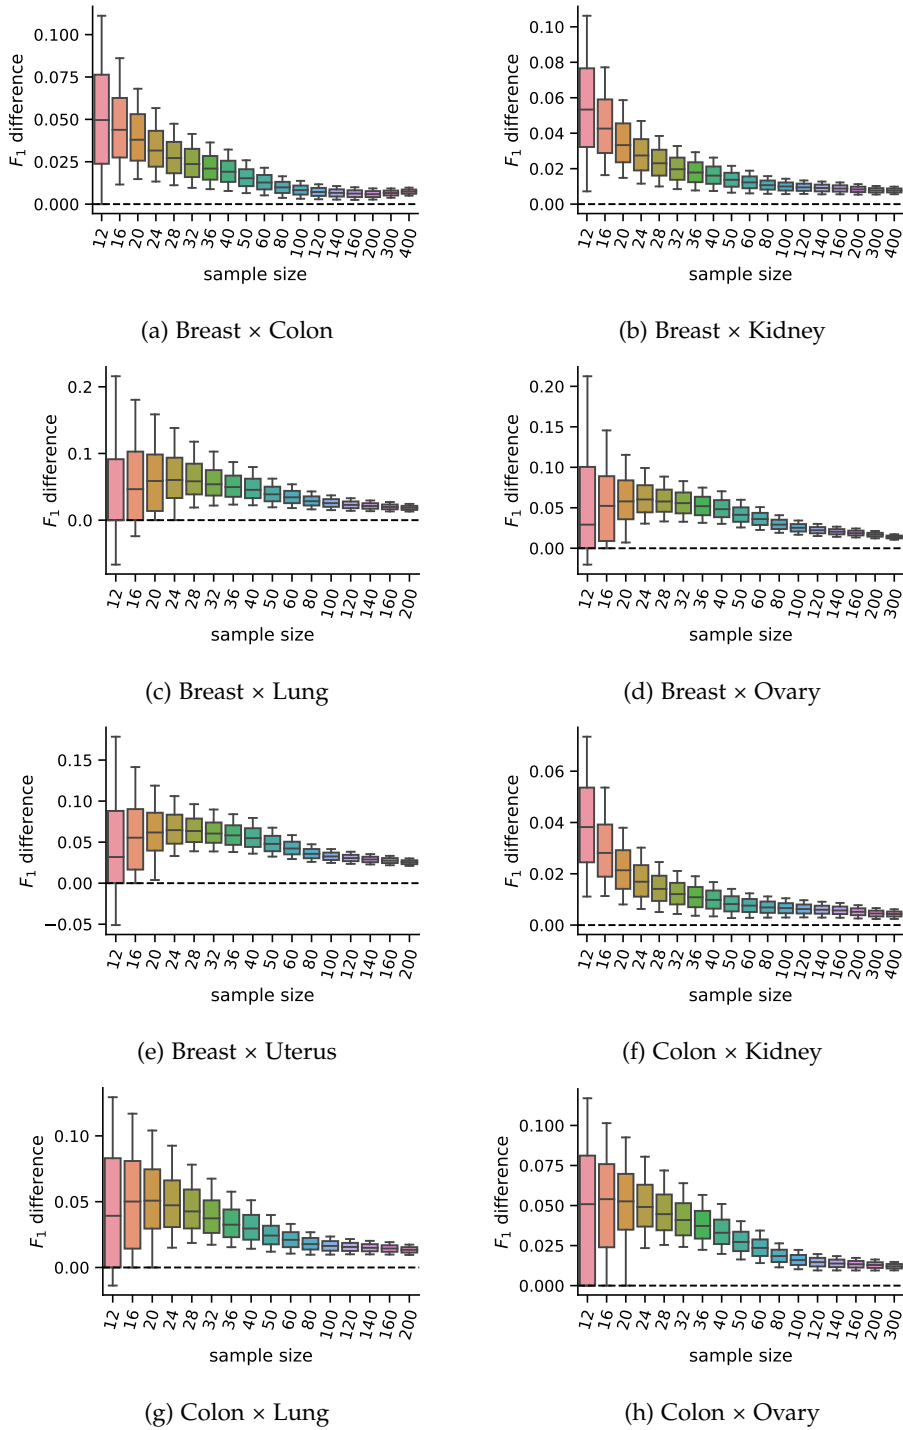 0.100
0.075
0.050
0.025
0.000
F1 difference
12 16 20 24 28 32 36 40 50 60 80 100 120 140 160 200 300 400
sample size
(a) Breast × Colon
0.10
0.08
0.06
0.04
0.02
0.00
F1 difference
12 16 20 24 28 32 36 40 50 60 80 100 120 140 160 200 300 400
sample size
(b) Breast × Kidney
0.2
0.1
0.0
F1 difference
12 16 20 24 28 32 36 40 50 60 80 100 120 140 160 200
sample size
(c) Breast × Lung
0.20
0.15
0.10
0.05
0.00
F1 difference
12 16 20 24 28 32 36 40 50 60 80 100 120 140 160 200 300
sample size
(d) Breast × Ovary
0.15
0.10
0.05
0.00
−0.05
F1 difference
12 16 20 24 28 32 36 40 50 60 80 100 120 140 160 200
sample size
(e) Breast × Uterus
0.06
0.04
0.02
0.00
F1 difference
12 16 20 24 28 32 36 40 50 60 80 100 120 140 160 200 300 400
sample size
(f) Colon × Kidney
0.10
0.05
0.00
F1 difference
12 16 20 24 28 32 36 40 50 60 80 100 120 140 160 200
sample size
(g) Colon × Lung
0.100
0.075
0.050
0.025
0.000
F1 difference
12 16 20 24 28 32 36 40 50 60 80 100 120 140 160 200 300
sample size
(h) Colon × Ovary